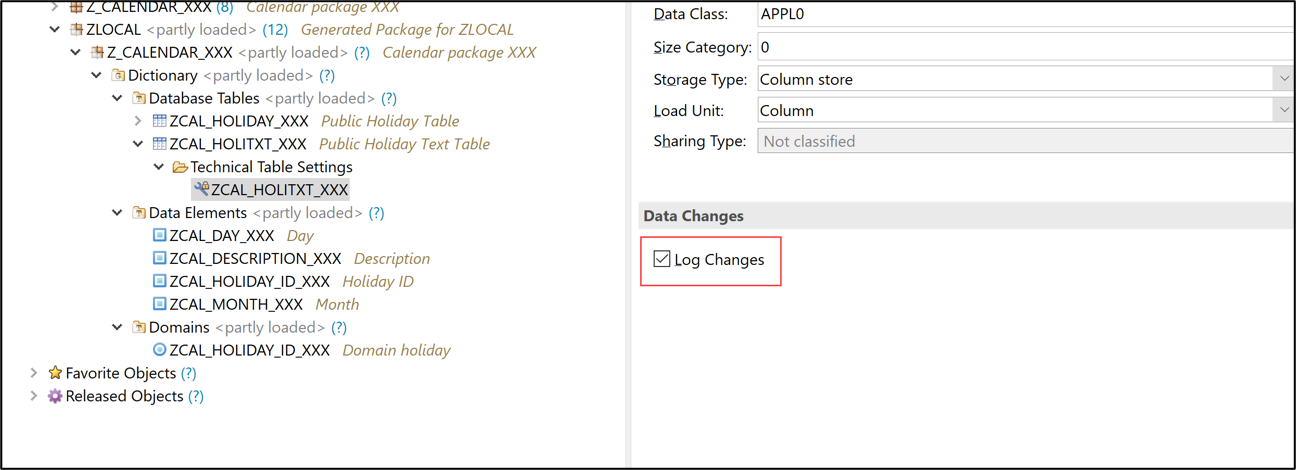 Z_CALENDAR_XXX (8) Calendar package XXX
ZLOCAL <partly loaded> (12) Generated Package for ZLOCAL
Z_CALENDAR_XXX <partly loaded> (?) Calendar package XXX
Dictionary <partly loaded> (?)
Database Tables <partly loaded> (?)
ZCAL_HOLIDAY_XXX Public Holiday Table
ZCAL_HOLITXT_XXX Public Holiday Text Table
Technical Table Settings
ZCAL_HOLITXT_XXX
Data Elements <partly loaded> (?)
ZCAL_DAY_XXX Day
ZCAL_DESCRIPTION_XXX Description
ZCAL_HOLIDAY_ID_XXX Holiday ID
ZCAL_MONTH_XXX Month
Domains <partly loaded> (?)
ZCAL_HOLIDAY_ID_XXX Domain holiday
Favorite Objects (?)
Released Objects (?)
Data Class: APPL0
Size Category: 0
Storage Type: Column store
Load Unit: Column
Sharing Type: Not classified
Data Changes
Log Changes